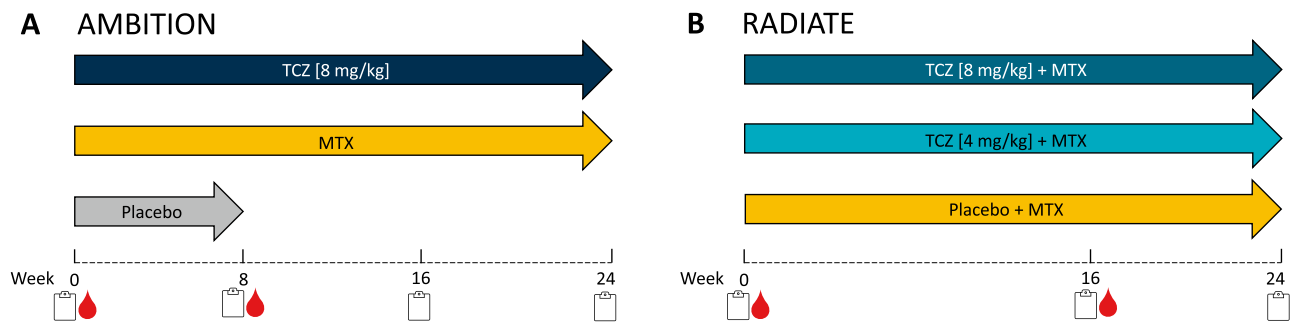 A AMBITION
TCZ [8 mg/kg]
MTX
Placebo
Week 0 8 16 24
B RADIATE
TCZ [8 mg/kg] + MTX
TCZ [4 mg/kg] + MTX
Placebo + MTX
0 16 24